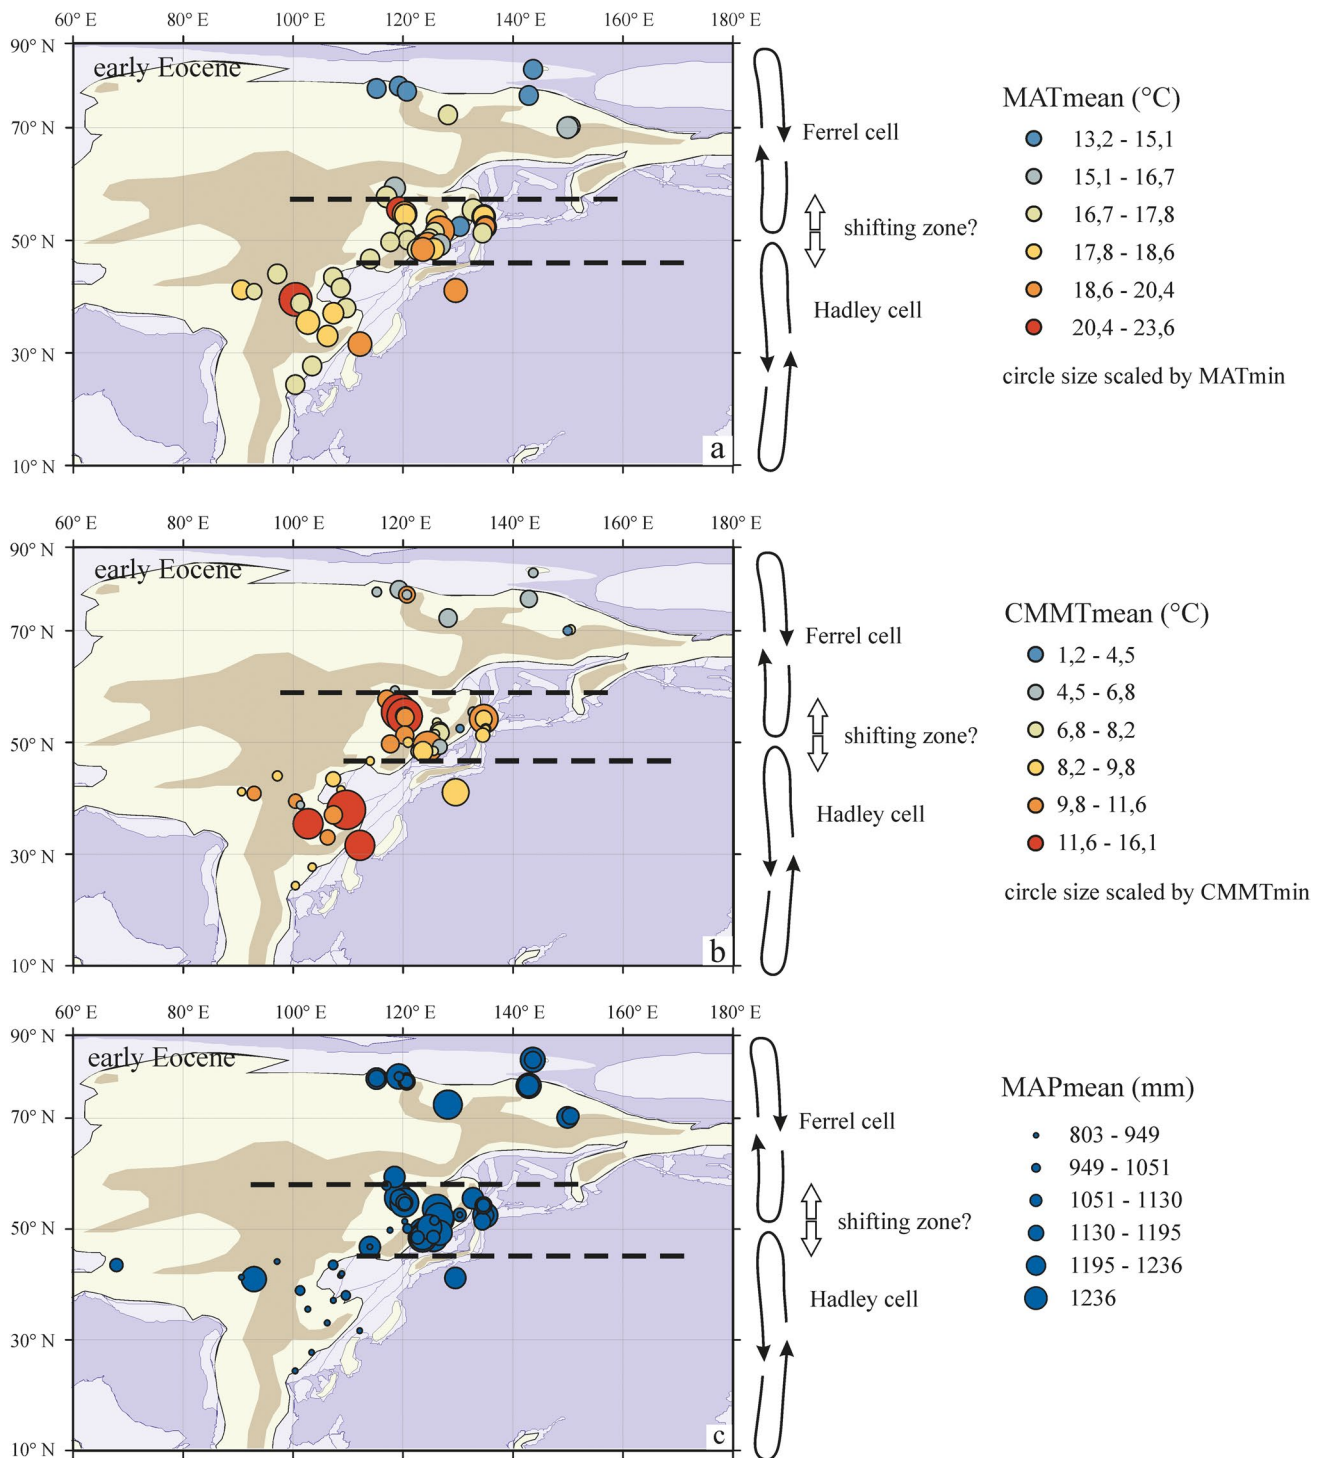 60° E 100° E 120° E 140° E 160° E 180° E
90° N
early Eocene
70° N
50° N
30° N
10° N
a
Ferrel cell
shifting zone?
Hadley cell
MATmean (°C)
13,2 - 15,1
15,1 - 16,7
16,7 - 17,8
17,8 - 18,6
18,6 - 20,4
20,4 - 23,6
circle size scaled by MATmin
60° E 100° E 120° E 140° E 160° E 180° E
90° N
early Eocene
70° N
50° N
30° N
10° N
b
Ferrel cell
shifting zone?
Hadley cell
CMMTmean (°C)
1,2 - 4,5
4,5 - 6,8
6,8 - 8,2
8,2 - 9,8
9,8 - 11,6
11,6 - 16,1
circle size scaled by CMMTmin
60° E 100° E 120° E 140° E 160° E 180° E
90° N
early Eocene
70° N
50° N
30° N
10° N
c
Ferrel cell
shifting zone?
Hadley cell
MAPmean (mm)
803 - 949
949 - 1051
1051 - 1130
1130 - 1195
1195 - 1236
1236